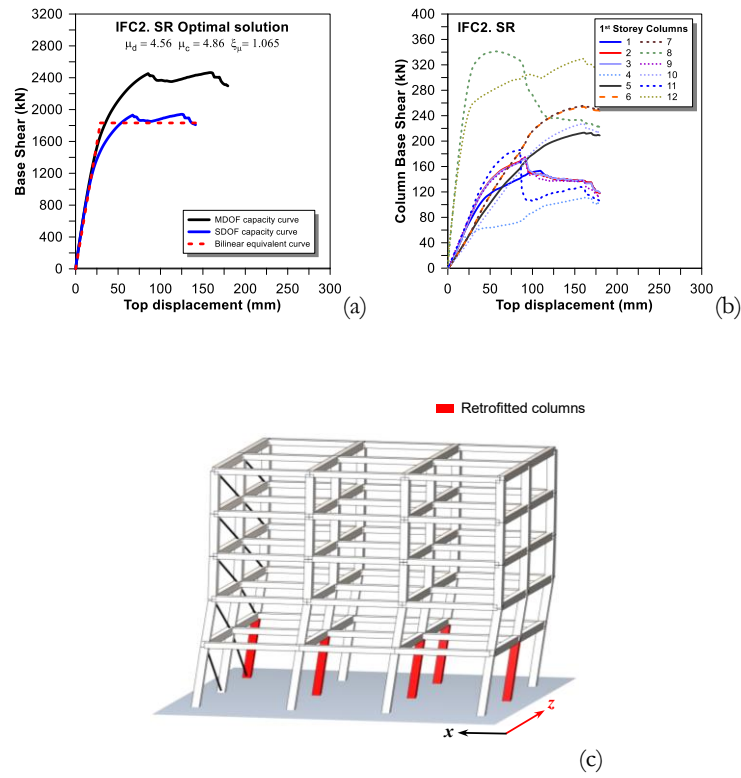 IFC2. SR Optimal solution
μd = 4.56 μc = 4.86 ξμ = 1.065
3200
2800
2400
2000
1600
1200
800
400
0
Base Shear (kN)
MDOF capacity curve
SDOF capacity curve
Bilinear equivalent curve
0 50 100 150 200 250 300
Top displacement (mm)
(a)
IFC2. SR
1st Storey Columns
1 7
2 8
3 9
4 10
5 11
6 12
400
360
320
280
240
200
160
120
80
40
0
Column Base Shear (kN)
0 50 100 150 200 250 300
Top displacement (mm)
(b)
Retrofitted columns
z
x
(c)